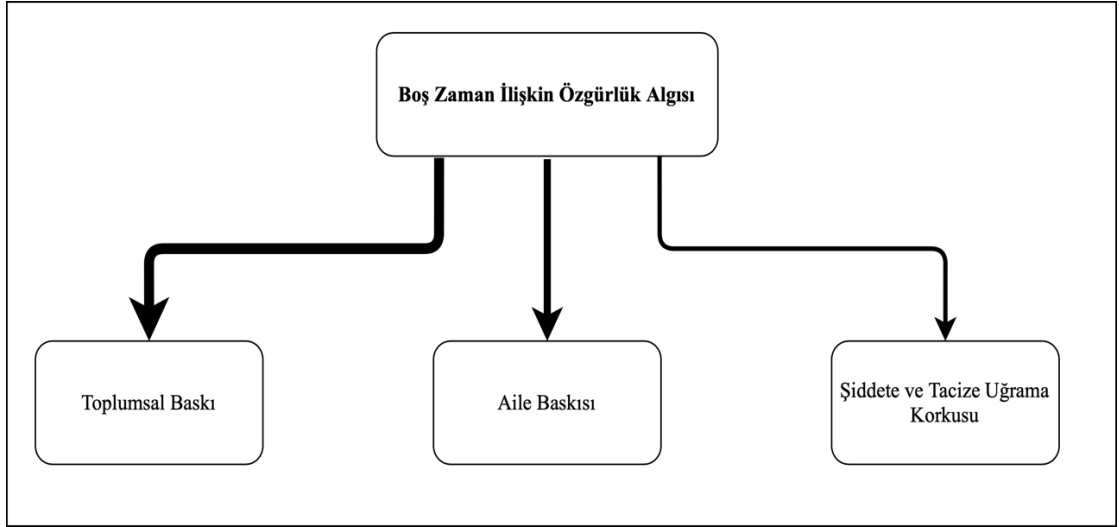 Boş Zaman İlişkin Özgürlük Algısı
Toplumsal Baskı
Aile Baskısı
Şiddete ve Tacize Uğrama
Korkusu